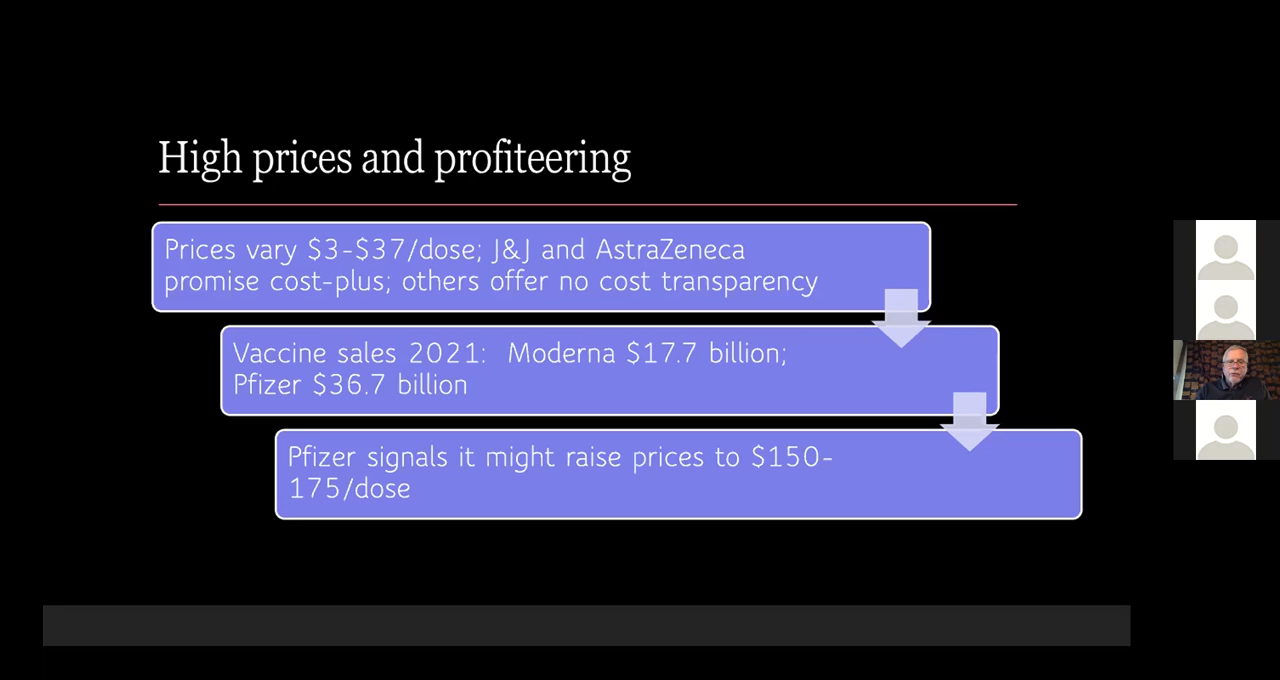 High prices and profiteering
Prices vary $3-$37/dose; J&J and AstraZeneca
promise cost-plus; others offer no cost transparency
Vaccine sales 2021:  Moderna $17.7 billion;
Pfizer $36.7 billion
Pfizer signals it might raise prices to $150-
175/dose